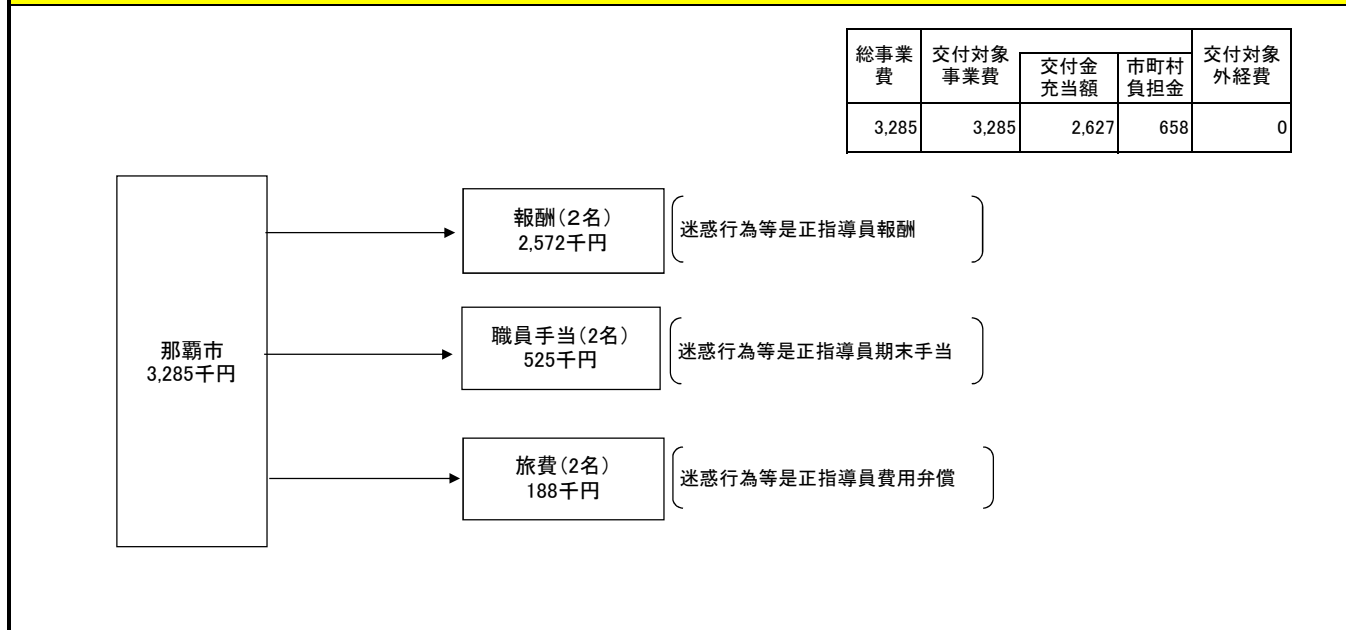 総事業
費
交付対象
事業費
交付金
充当額
市町村
負担金
交付対象
外経費
3,285
3,285
2,627
658
0
報酬(2名)
2,572千円
迷惑行為等是正指導員報酬
職員手当(2名)
525千円
迷惑行為等是正指導員期末手当
那覇市
3,285千円
旅費(2名)
188千円
迷惑行為等是正指導員費用弁償